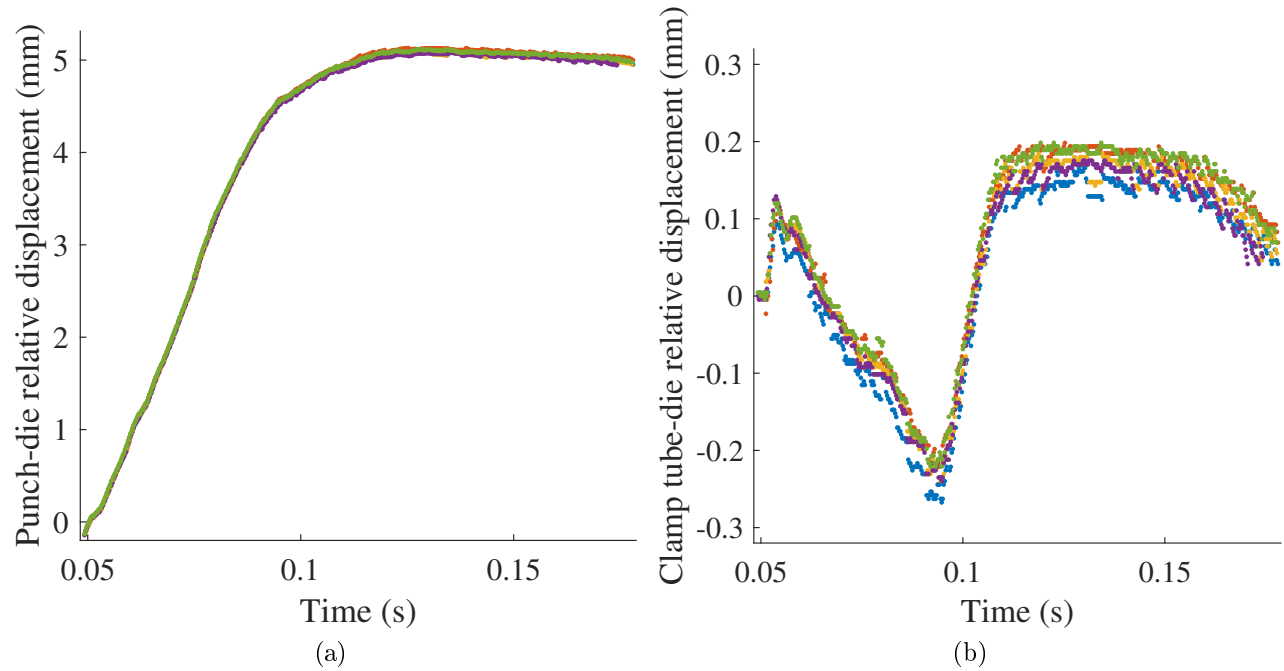 Punch-die relative displacement (mm)
5
4
3
2
1
0
0.05 0.1 0.15
Time (s)
(a)
Clamp tube-die relative displacement (mm)
0.3
0.2
0.1
0
-0.1
-0.2
-0.3
0.05 0.1 0.15
Time (s)
(b)